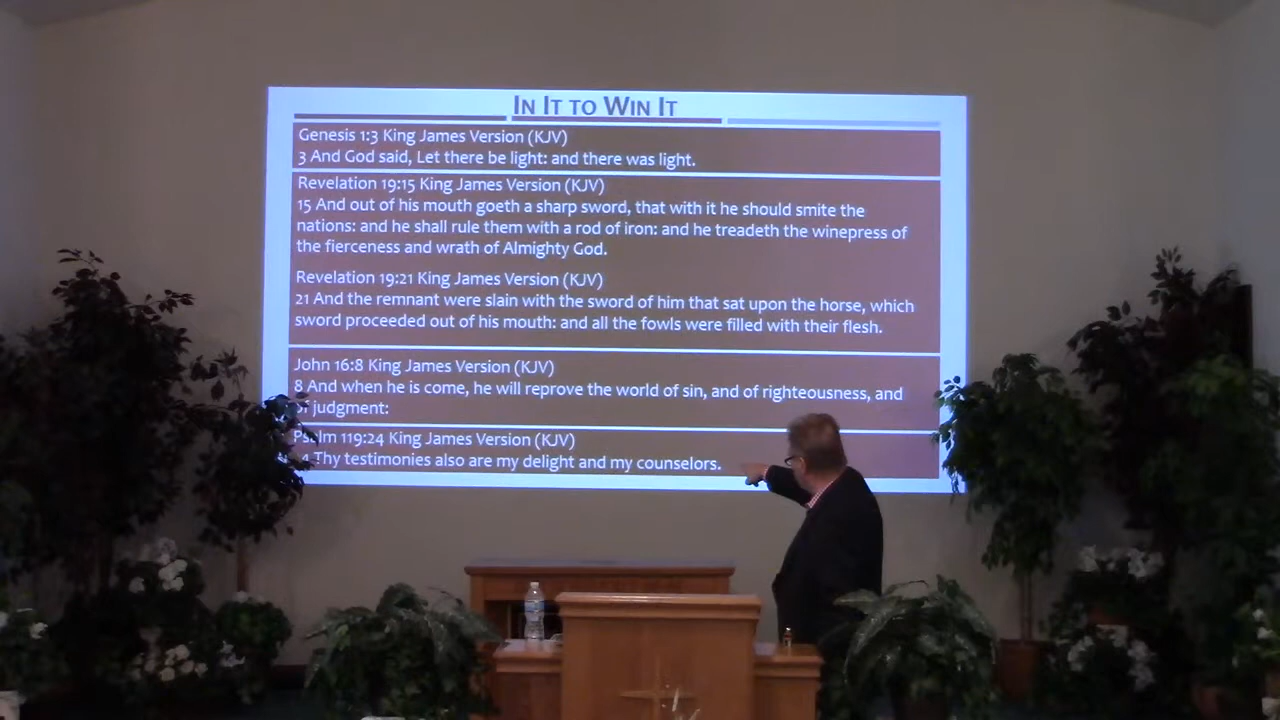 IN IT TO WIN IT
Genesis 1:3 King James Version (KJV)
3 And God said, Let there be light: and there was light.
Revelation 19:15 King James Version (KJV)
15 And out of his mouth goeth a sharp sword, that with it he should smite the
nations: and he shall rule them with a rod of iron: and he treadeth the winepress of
the fierceness and wrath of Almighty God.
Revelation 19:21 King James Version (KJV)
21 And the remnant were slain with the sword of him that sat upon the horse, which
sword proceeded out of his mouth: and all the fowls were filled with their flesh.
John 16:8 King James Version (KJV)
8 And when he is come, he will reprove the world of sin, and of righteousness, and
of judgment:
Psalm 119:24 King James Version (KJV)
Thy testimonies also are my delight and my counselors.